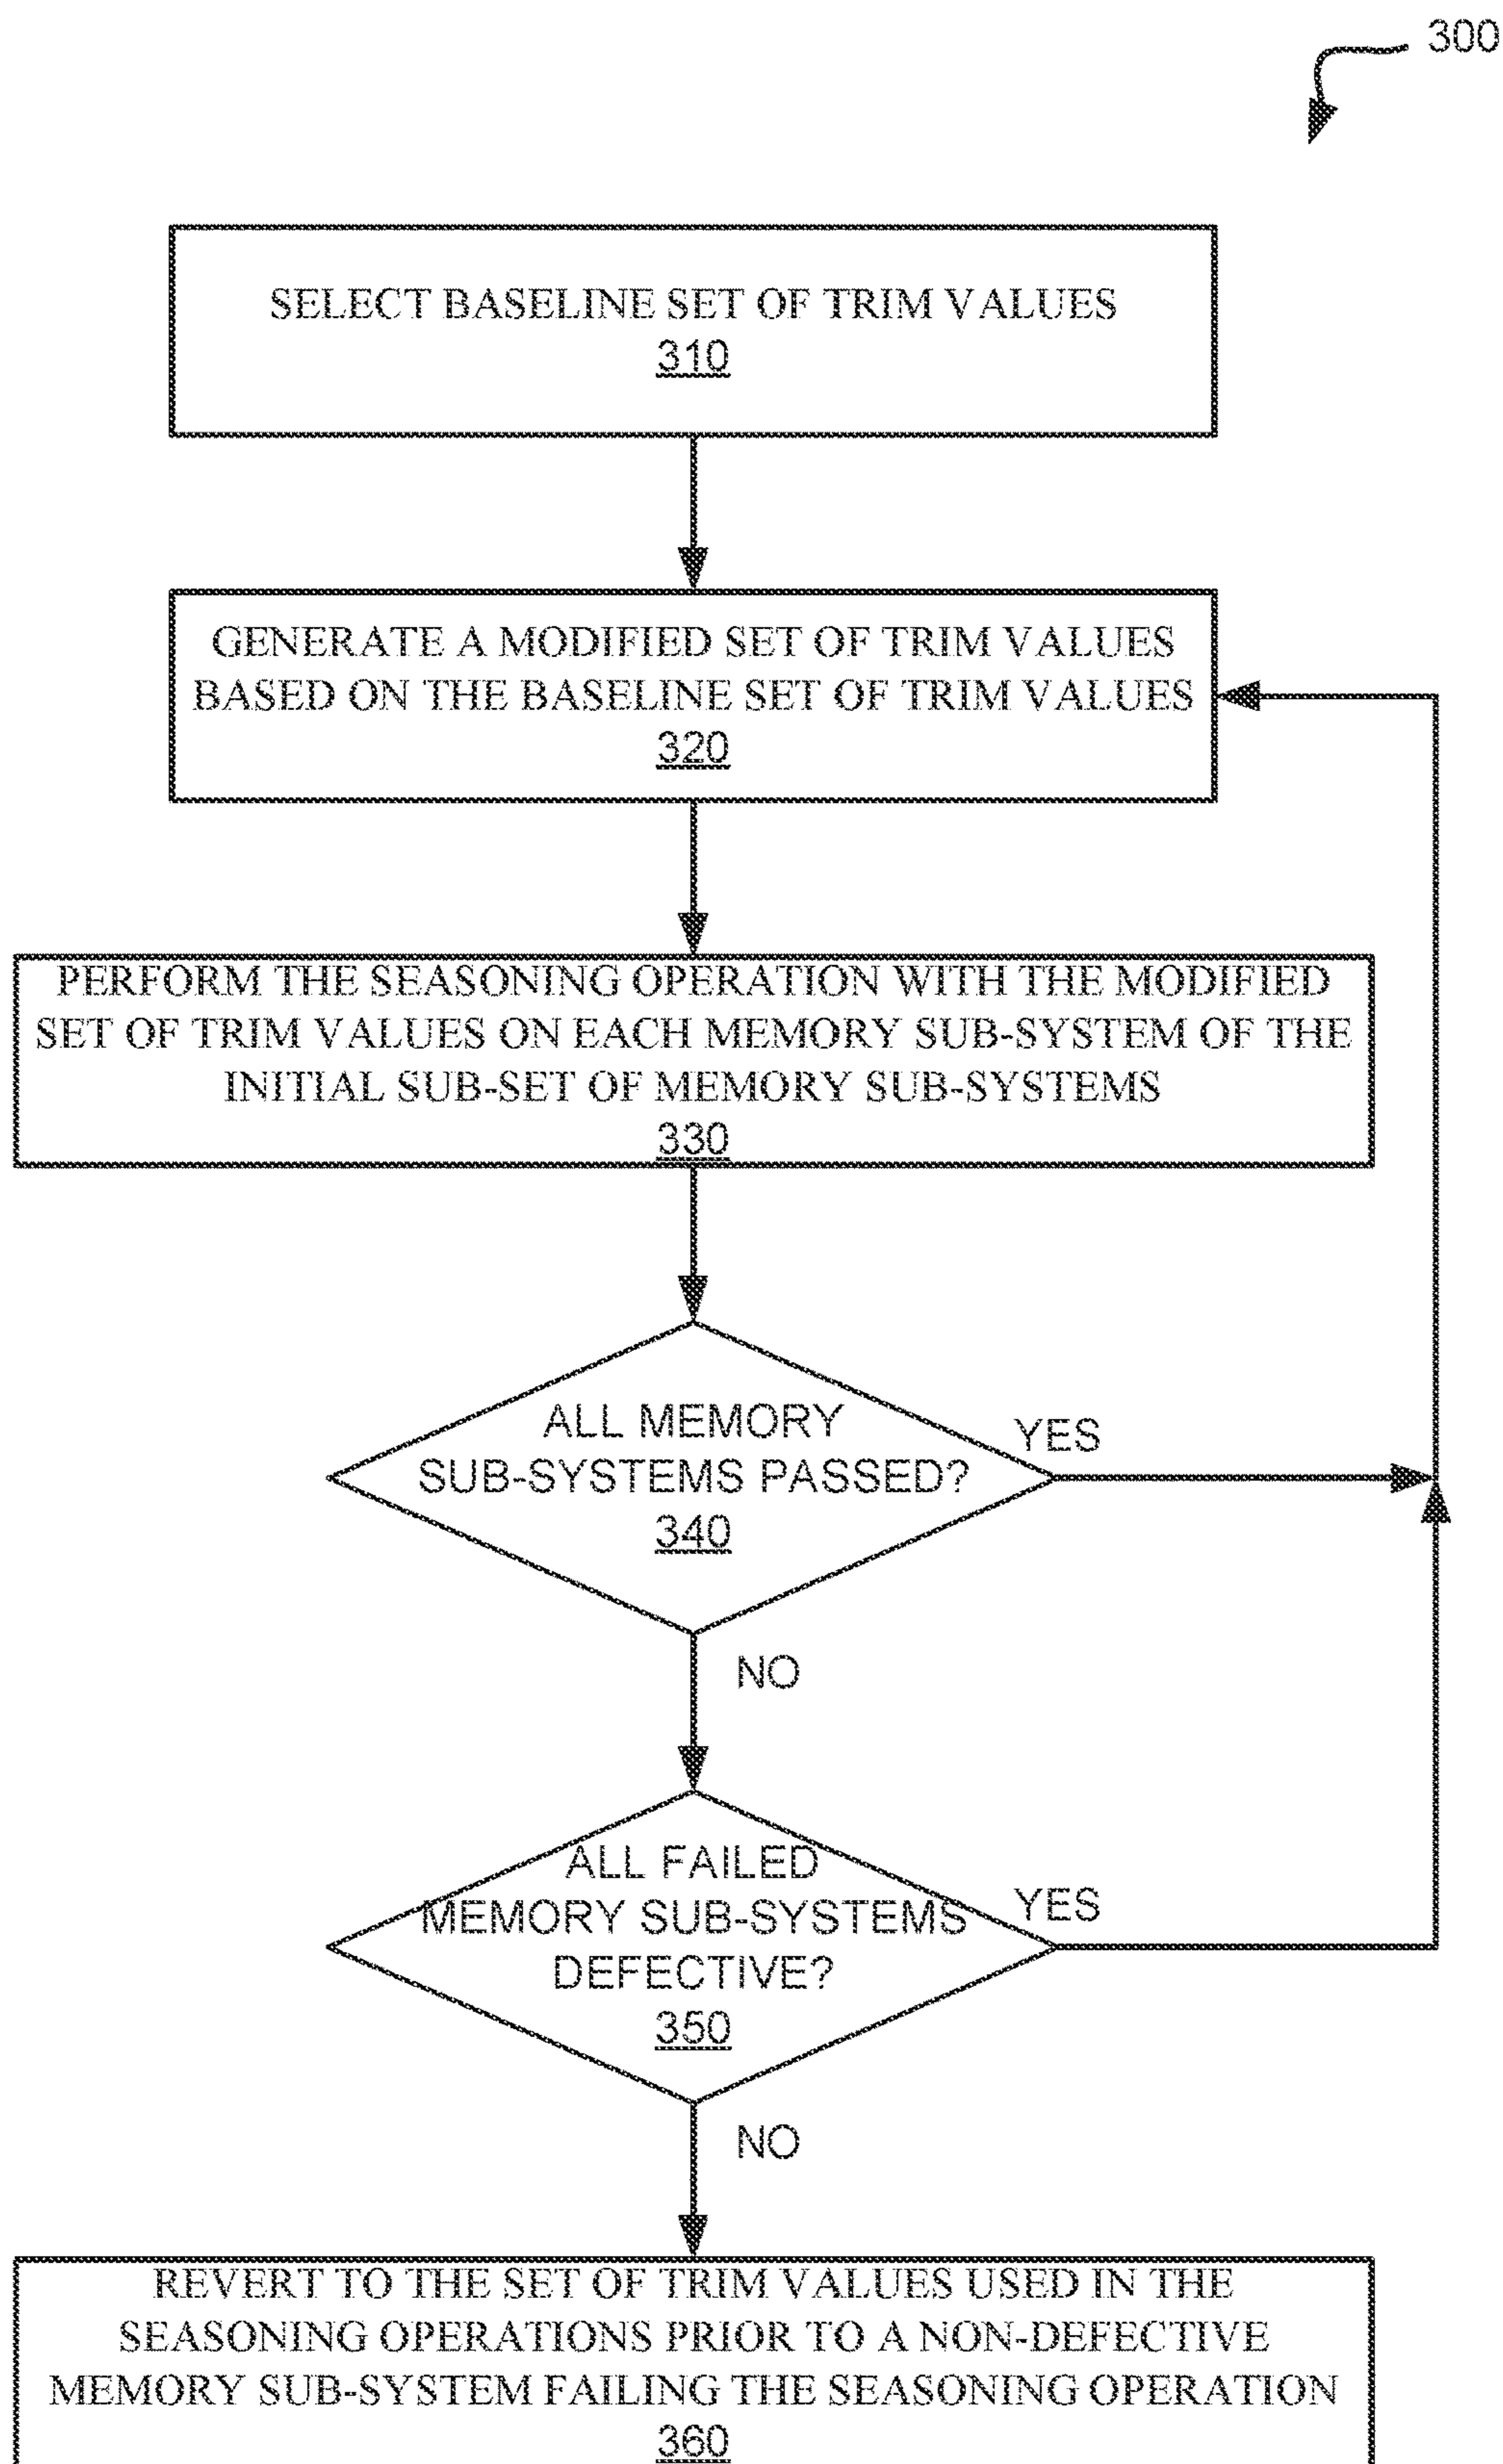 300
SELECT BASELINE SET OF TRIM VALUES
310
GENERATE A MODIFIED SET OF TRIM VALUES
BASED ON THE BASELINE SET OF TRIM VALUES
320
PERFORM THE SEASONING OPERATION WITH THE MODIFIED
SET OF TRIM VALUES ON EACH MEMORY SUB-SYSTEM OF THE
INITIAL SUB-SET OF MEMORY SUB-SYSTEMS
330
ALL MEMORY
SUB-SYSTEMS PASSED?
340
YES
NO
ALL FAILED
MEMORY SUB-SYSTEMS
DEFECTIVE?
350
YES
NO
REVERT TO THE SET OF TRIM VALUES USED IN THE
SEASONING OPERATIONS PRIOR TO A NON-DEFECTIVE
MEMORY SUB-SYSTEM FAILING THE SEASONING OPERATION
360